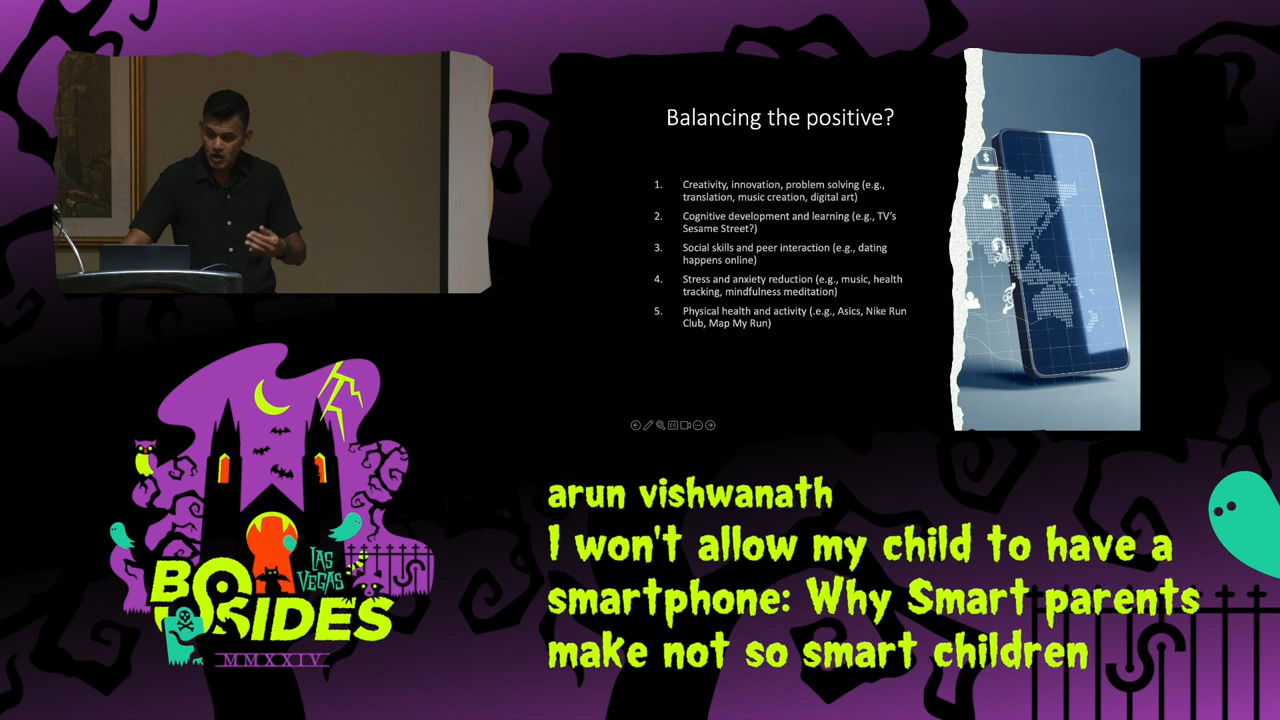 Balancing the positive?
1. Creativity, innovation, problem solving (e.g.,
translation, music creation, digital art)
2. Cognitive development and learning (e.g., TV's
Sesame Street?)
3. Social skills and peer interaction (e.g., dating
happens online)
4. Stress and anxiety reduction (e.g., music, health
tracking, mindfulness meditation)
5. Physical health and activity (.e.g., Asics, Nike Run
Club, Map My Run)
$
CC
LAS
VEGAS
BSIDES
MMXXIV
arun vishwanath
I won't allow my child to have a
smartphone: Why Smart parents
make not so smart children